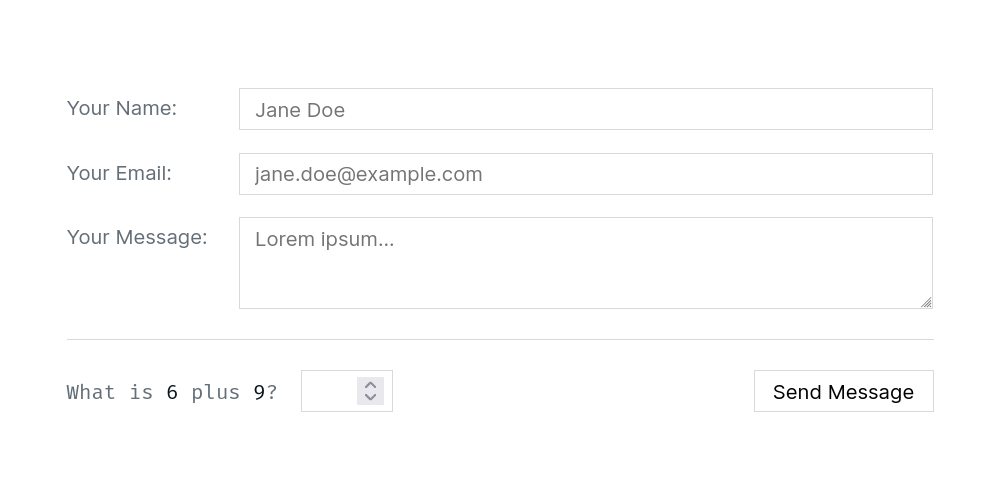 Your Name: Jane Doe
Your Email: jane.doe@example.com
Your Message: Lorem ipsum...
What is 6 plus 9? Send Message